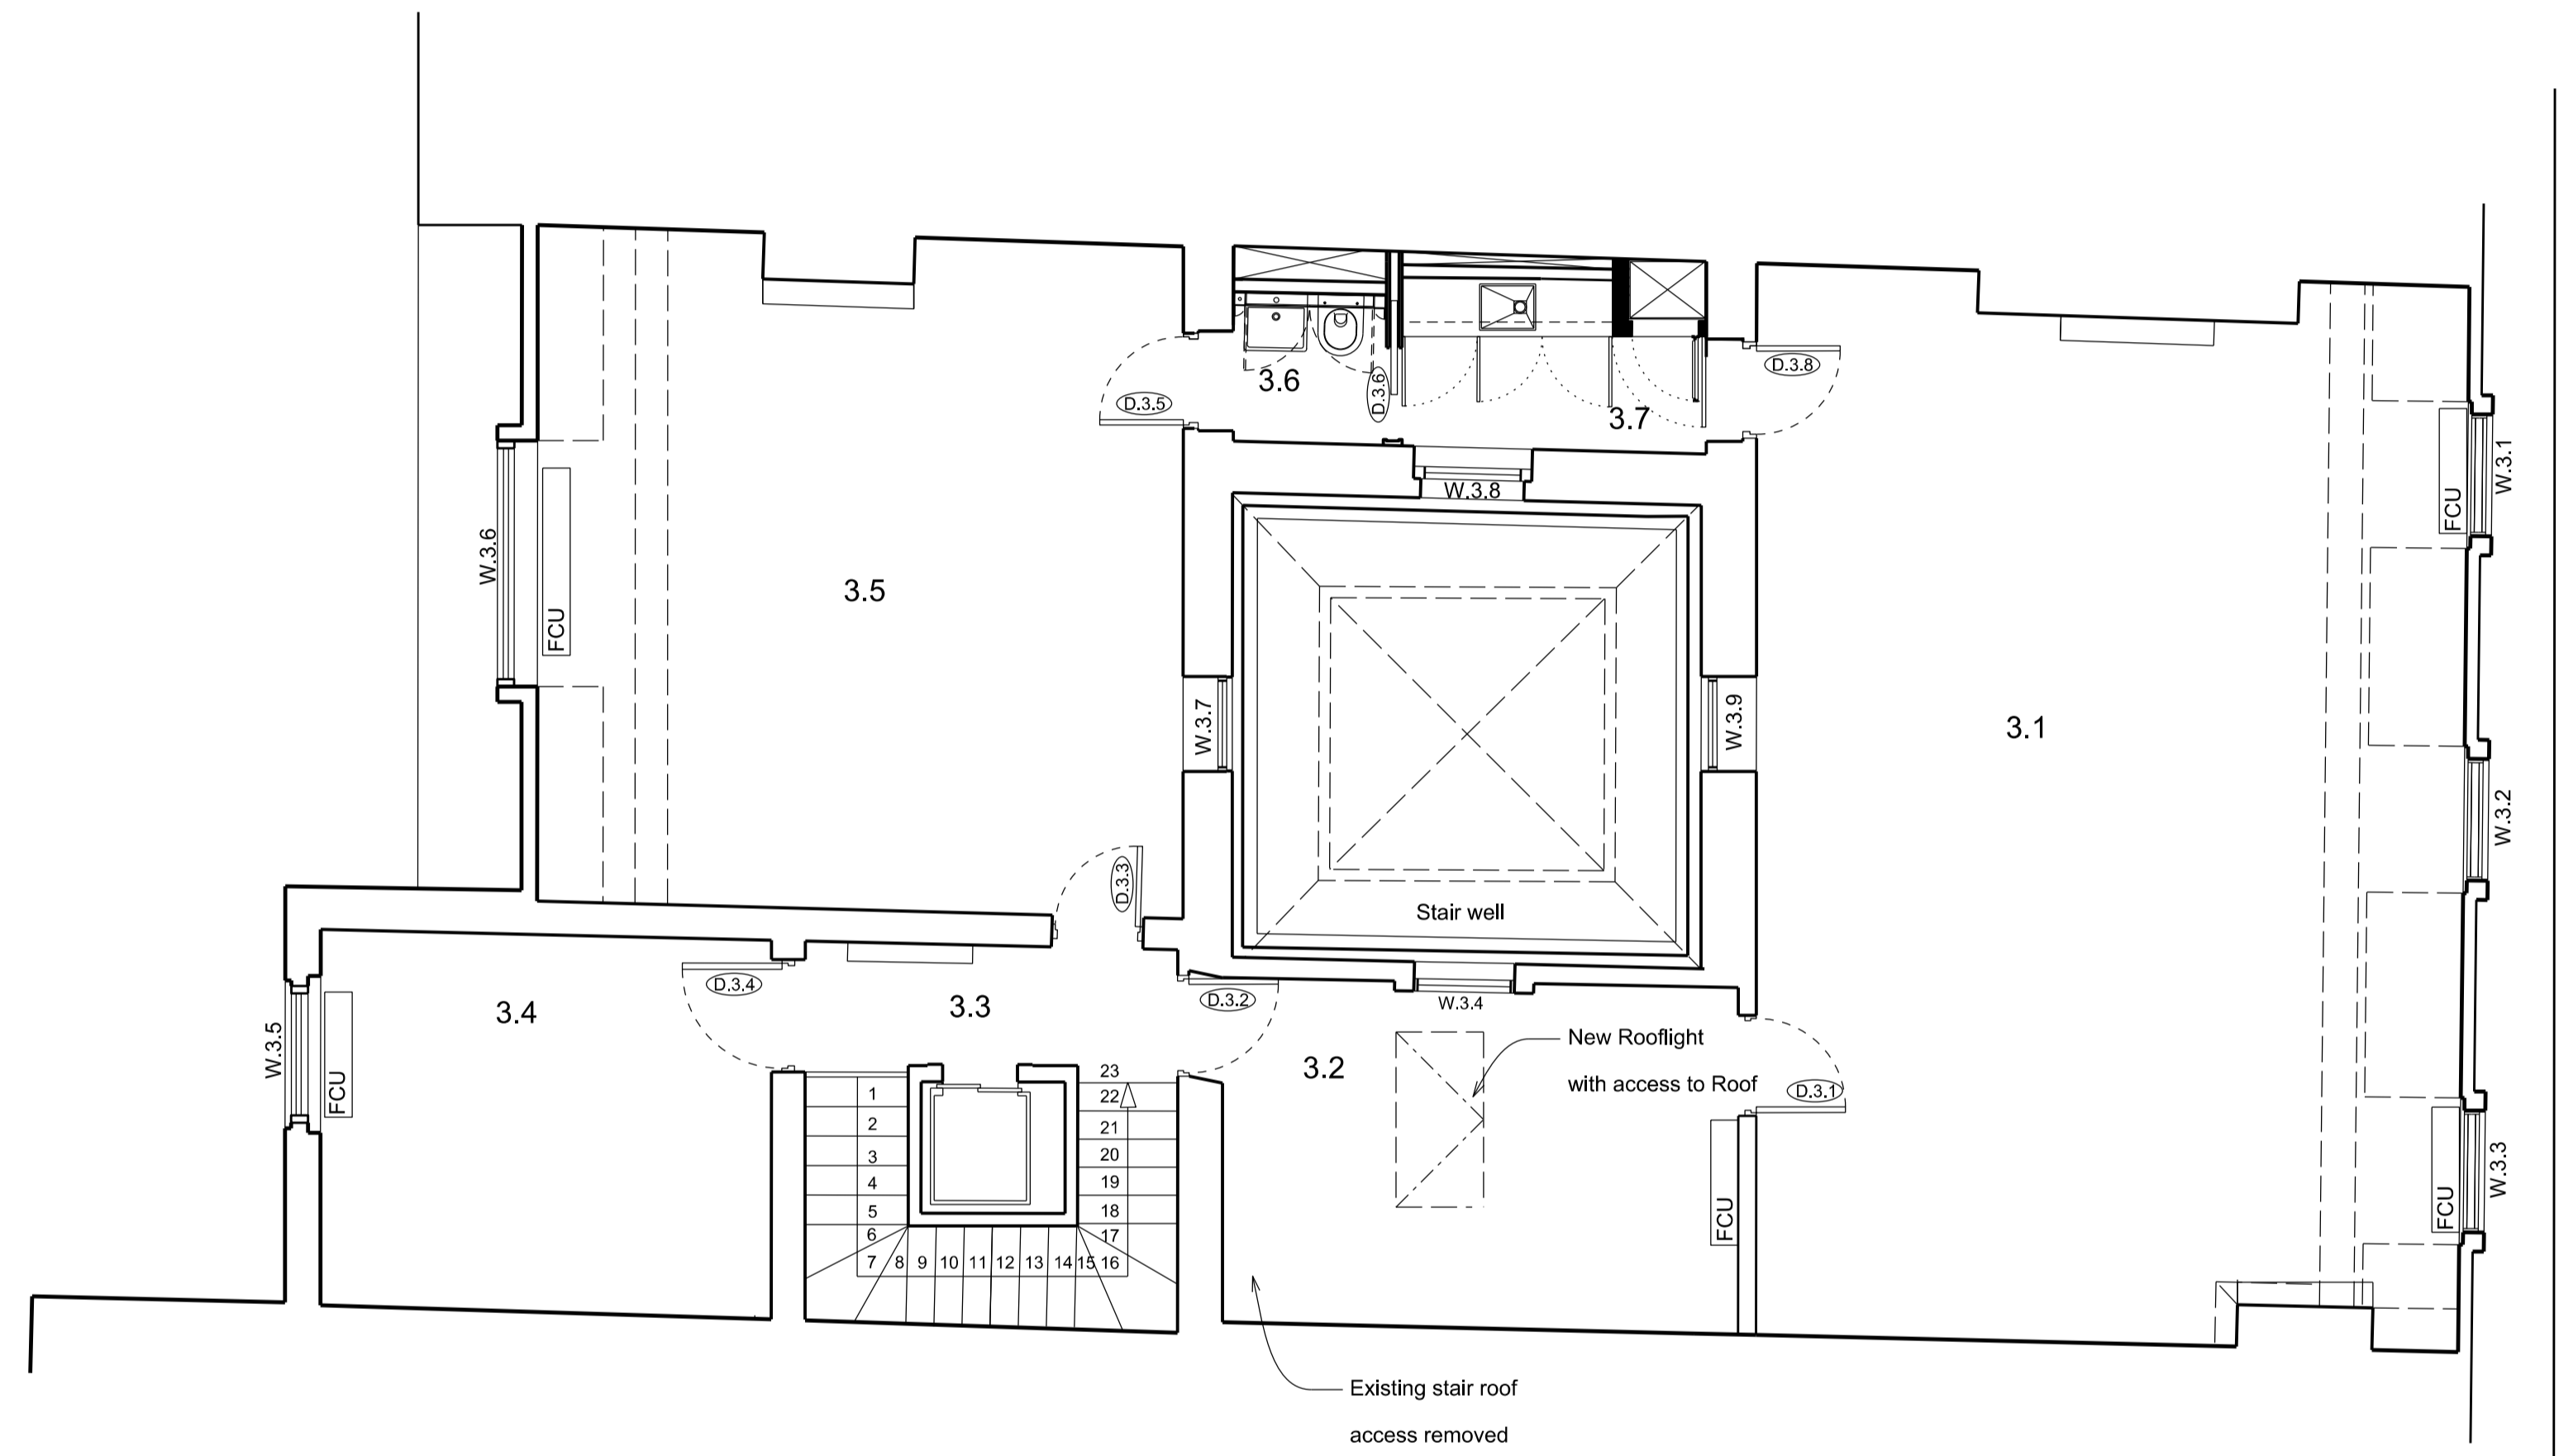 3.6
D.3.6
3.7
D.3.8
D.3.5
W.3.1
FCU
W.3.8
W.3.6
FCU
3.5
W.3.7
W.3.9
3.1
W.3.2
D.3.3
Stair well
D.3.4
3.4
3.3
D.3.2
W.3.4
W.3.5
FCU
3.2
New Rooflight
with access to Roof
D.3.1
FCU
W.3.3
FCU
1
2
3
4
5
6
7 8 9 10 11 12 13 14 15 16
17
18
19
20
21
22
23
Existing stair roof
access removed